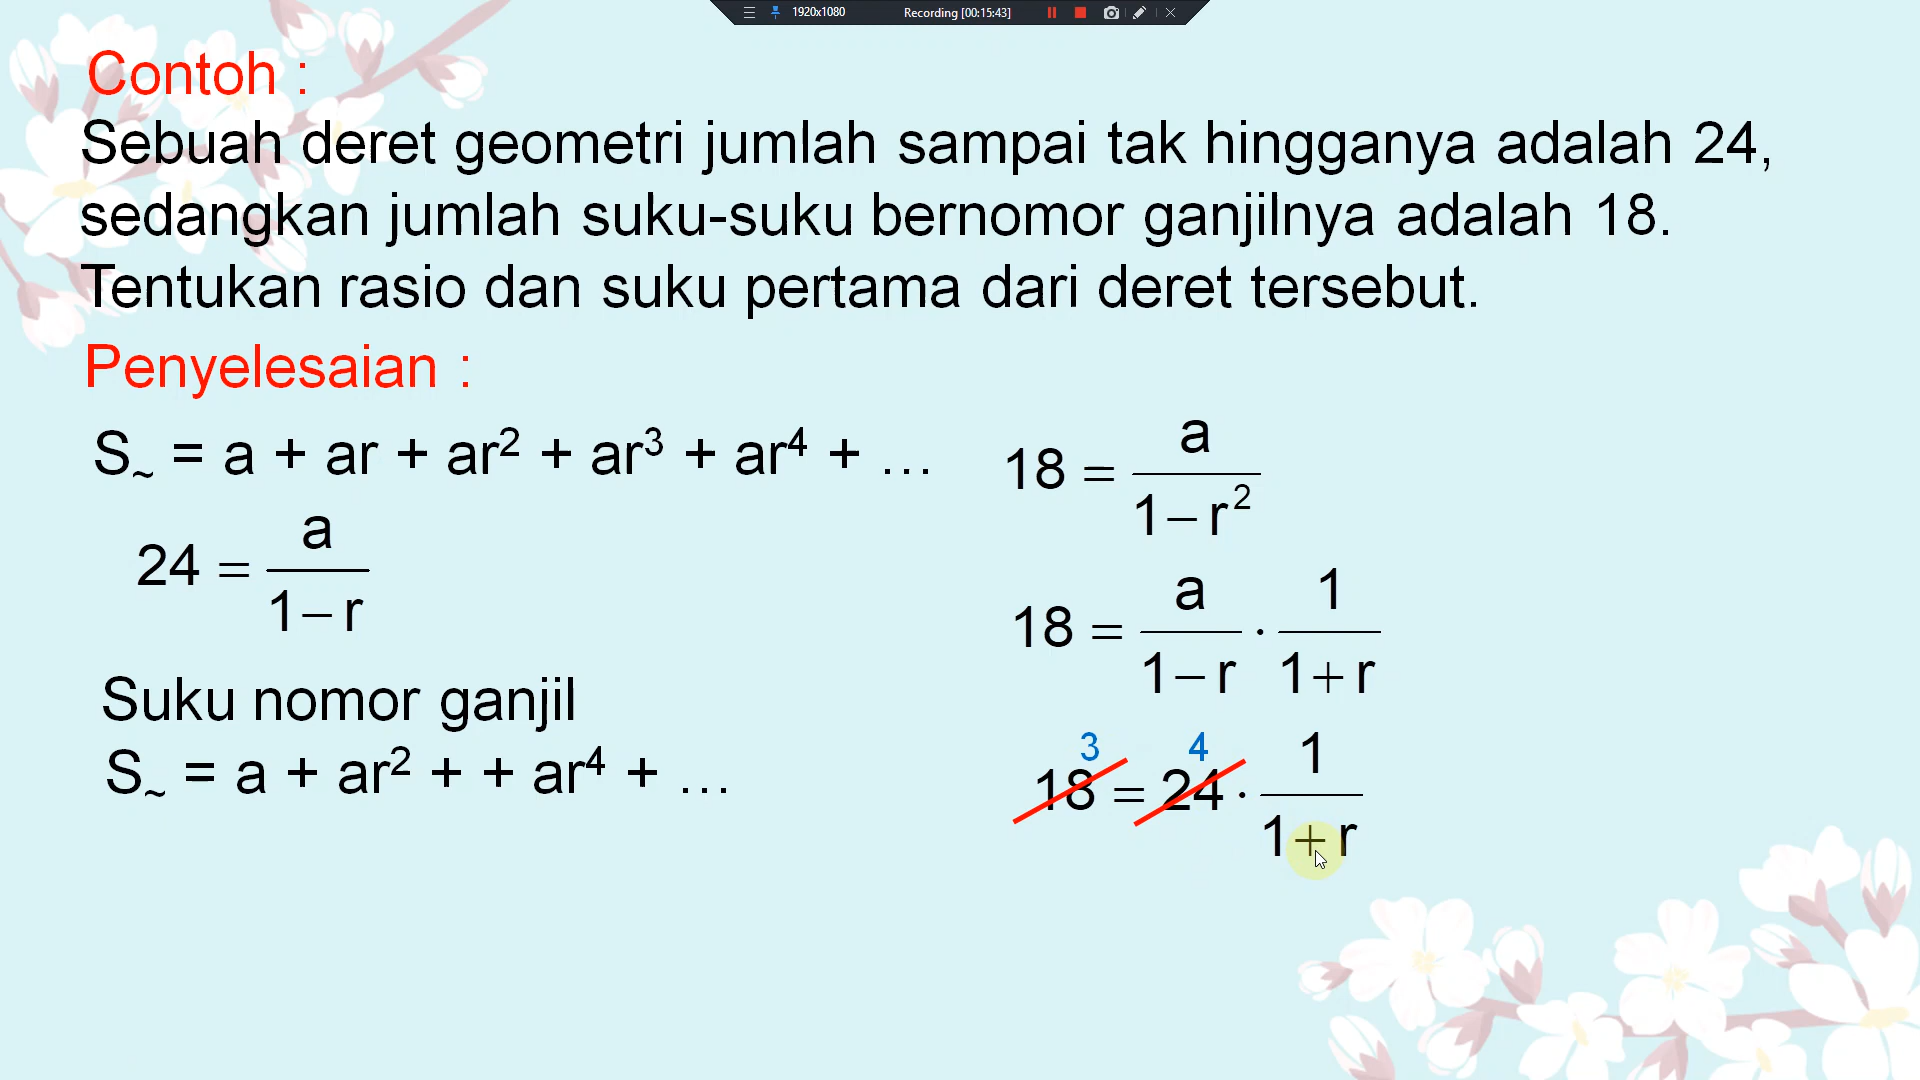 1920x1080 Recording [00:15:43]
Contoh :
Sebuah deret geometri jumlah sampai tak hingganya adalah 24,
sedangkan jumlah suku-suku bernomor ganjilnya adalah 18.
Tentukan rasio dan suku pertama dari deret tersebut.
Penyelesaian :
S~ = a + ar + ar² + ar³ + ar⁴ + …
24 = a / (1 − r)
Suku nomor ganjil
S~ = a + ar² + + ar⁴ + …
18 = a / (1 − r²)
18 = a / (1 − r) · 1 / (1 + r)
3 4
18 = 24 · 1 / (1 + r)